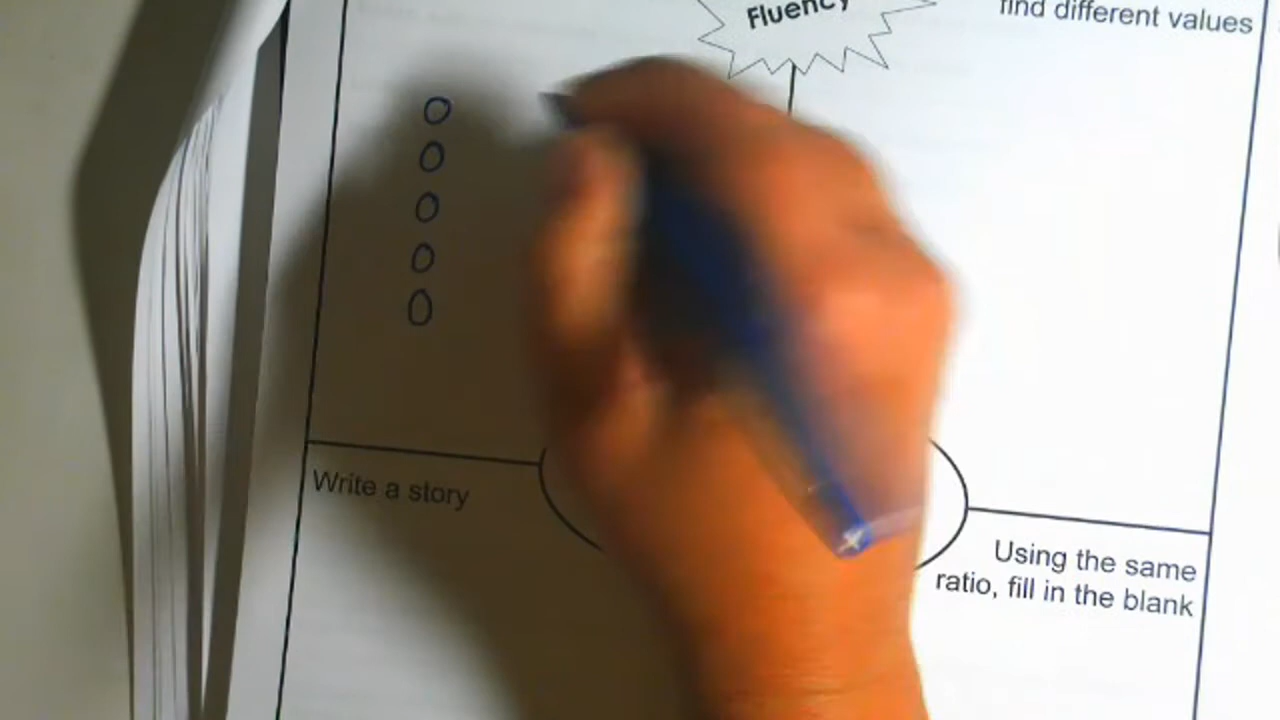 Fluency
find different values
Write a story
Using the same
ratio, fill in the blank